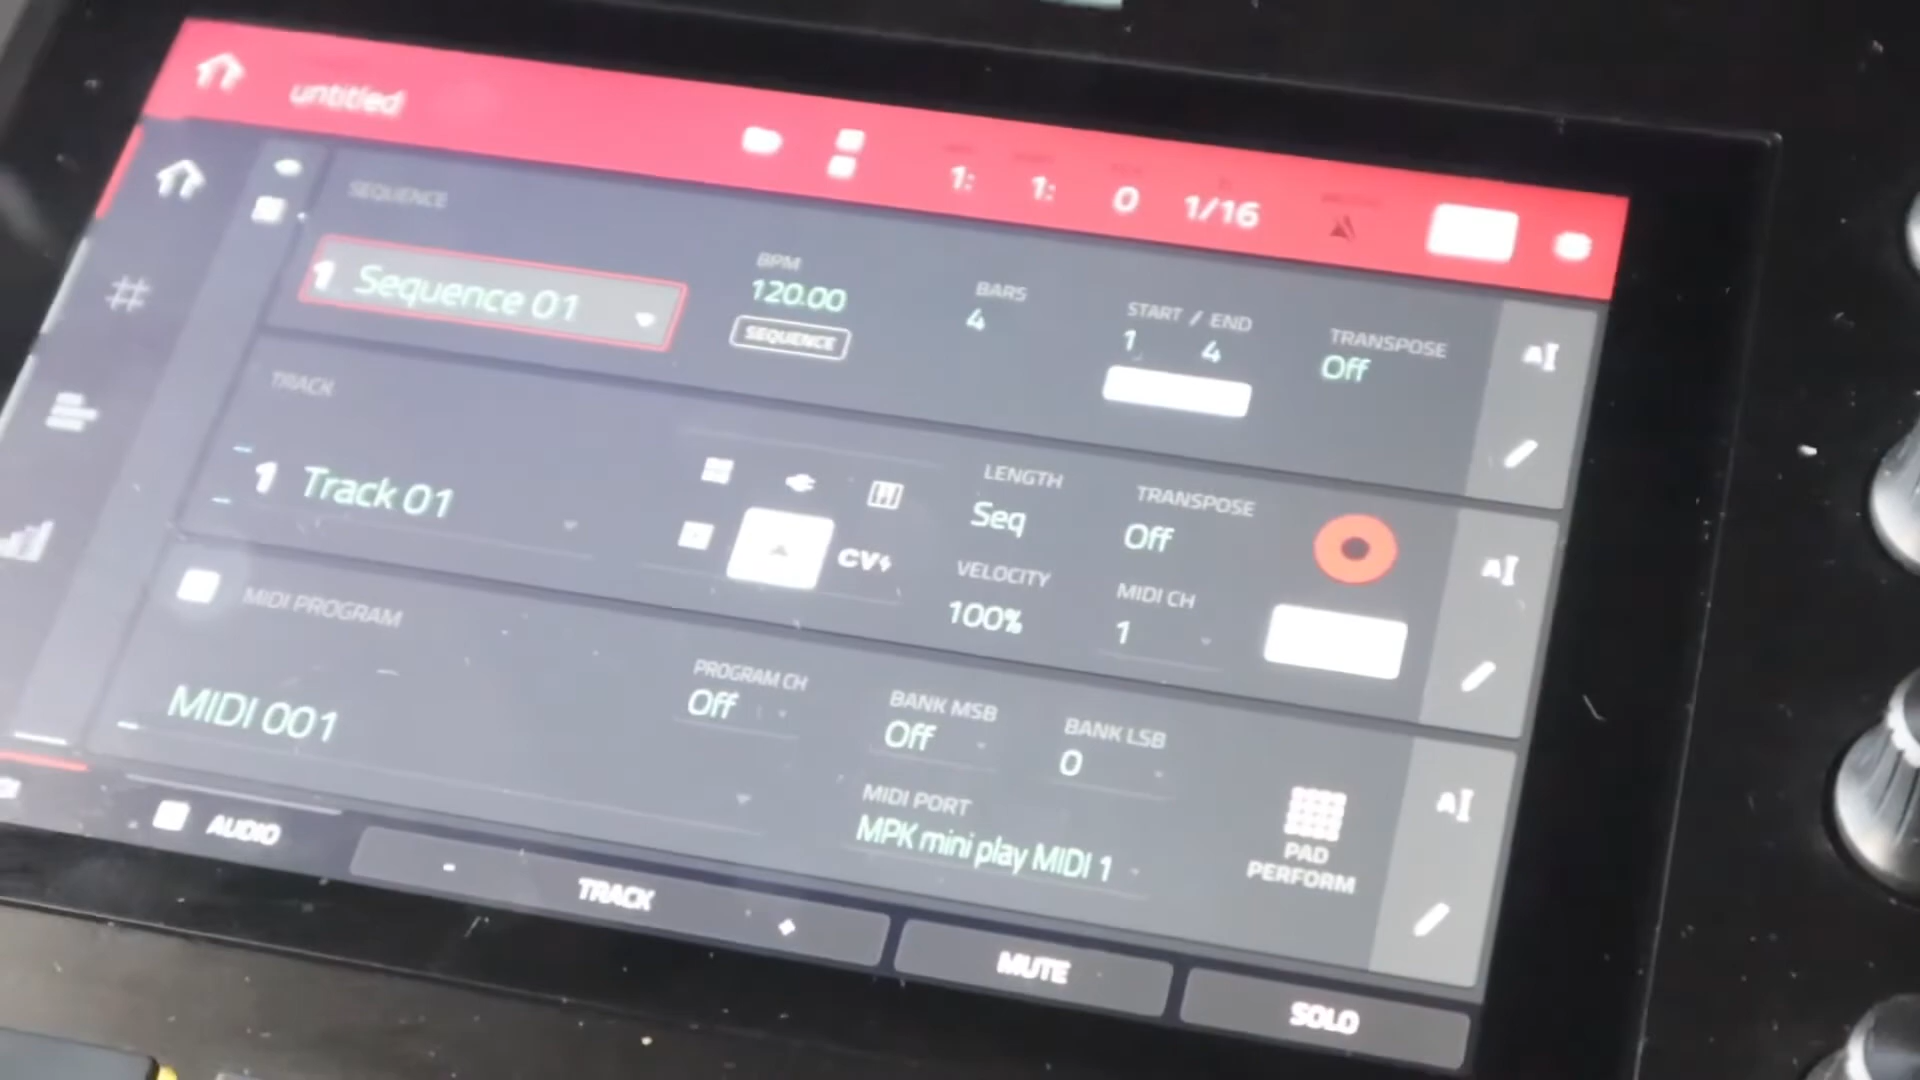 untitled
1: 1: 0 1/16
SEQUENCE
1 Sequence 01
BPM
120.00
SEQUENCE
BARS
4
START / END
1 4
TRANSPOSE
Off
TRACK
1 Track 01
CV
LENGTH
Seq
TRANSPOSE
Off
VELOCITY
100%
MIDI CH
1
MIDI PROGRAM
MIDI 001
PROGRAM CH
Off
BANK MSB
Off
BANK LSB
0
MIDI PORT
MPK mini play MIDI 1
PAD
PERFORM
AUDIO
- TRACK
MUTE
SOLO